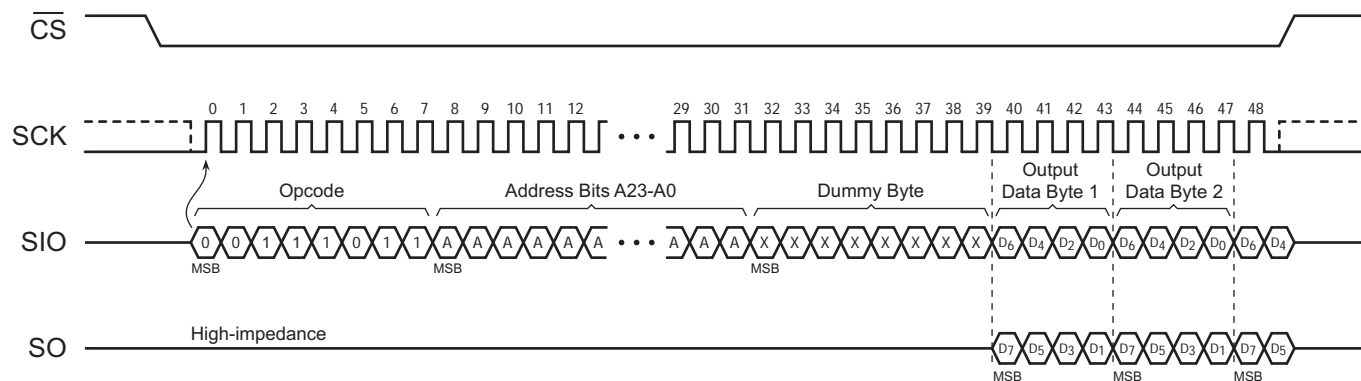 CS
0 1 2 3 4 5 6 7 8 9 10 11 12 29 30 31 32 33 34 35 36 37 38 39 40 41 42 43 44 45 46 47 48
SCK
Opcode Address Bits A23-A0 Dummy Byte Output Data Byte 1 Output Data Byte 2
SIO 0 0 1 1 1 0 1 1 A A A A A A A A A X X X X X X X X D6 D4 D2 D0 D6 D4 D2 D0 D6 D4
MSB MSB MSB
High-impedance
SO D7 D5 D3 D1 D7 D5 D3 D1 D7 D5
MSB MSB MSB